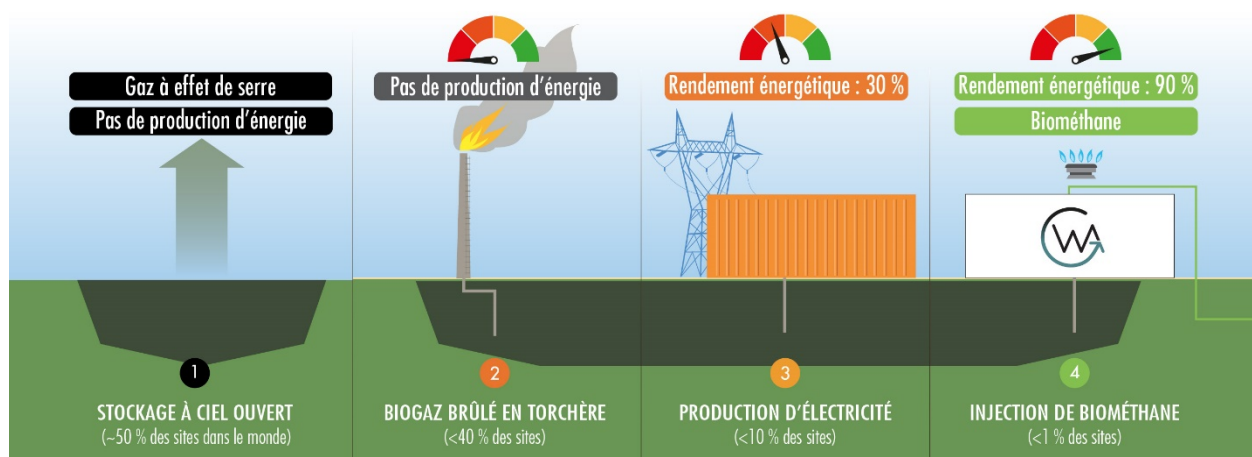 Gaz à effet de serre
Pas de production d'énergie
1
STOCKAGE À CIEL OUVERT
(~50 % des sites dans le monde)
Pas de production d'énergie
2
BIOGAZ BRÛLÉ EN TORCHÈRE
(<40 % des sites)
Rendement énergétique : 30 %
3
PRODUCTION D'ÉLECTRICITÉ
(<10 % des sites)
Rendement énergétique : 90 %
Biométhane
WA
4
INJECTION DE BIOMÉTHANE
(<1 % des sites)